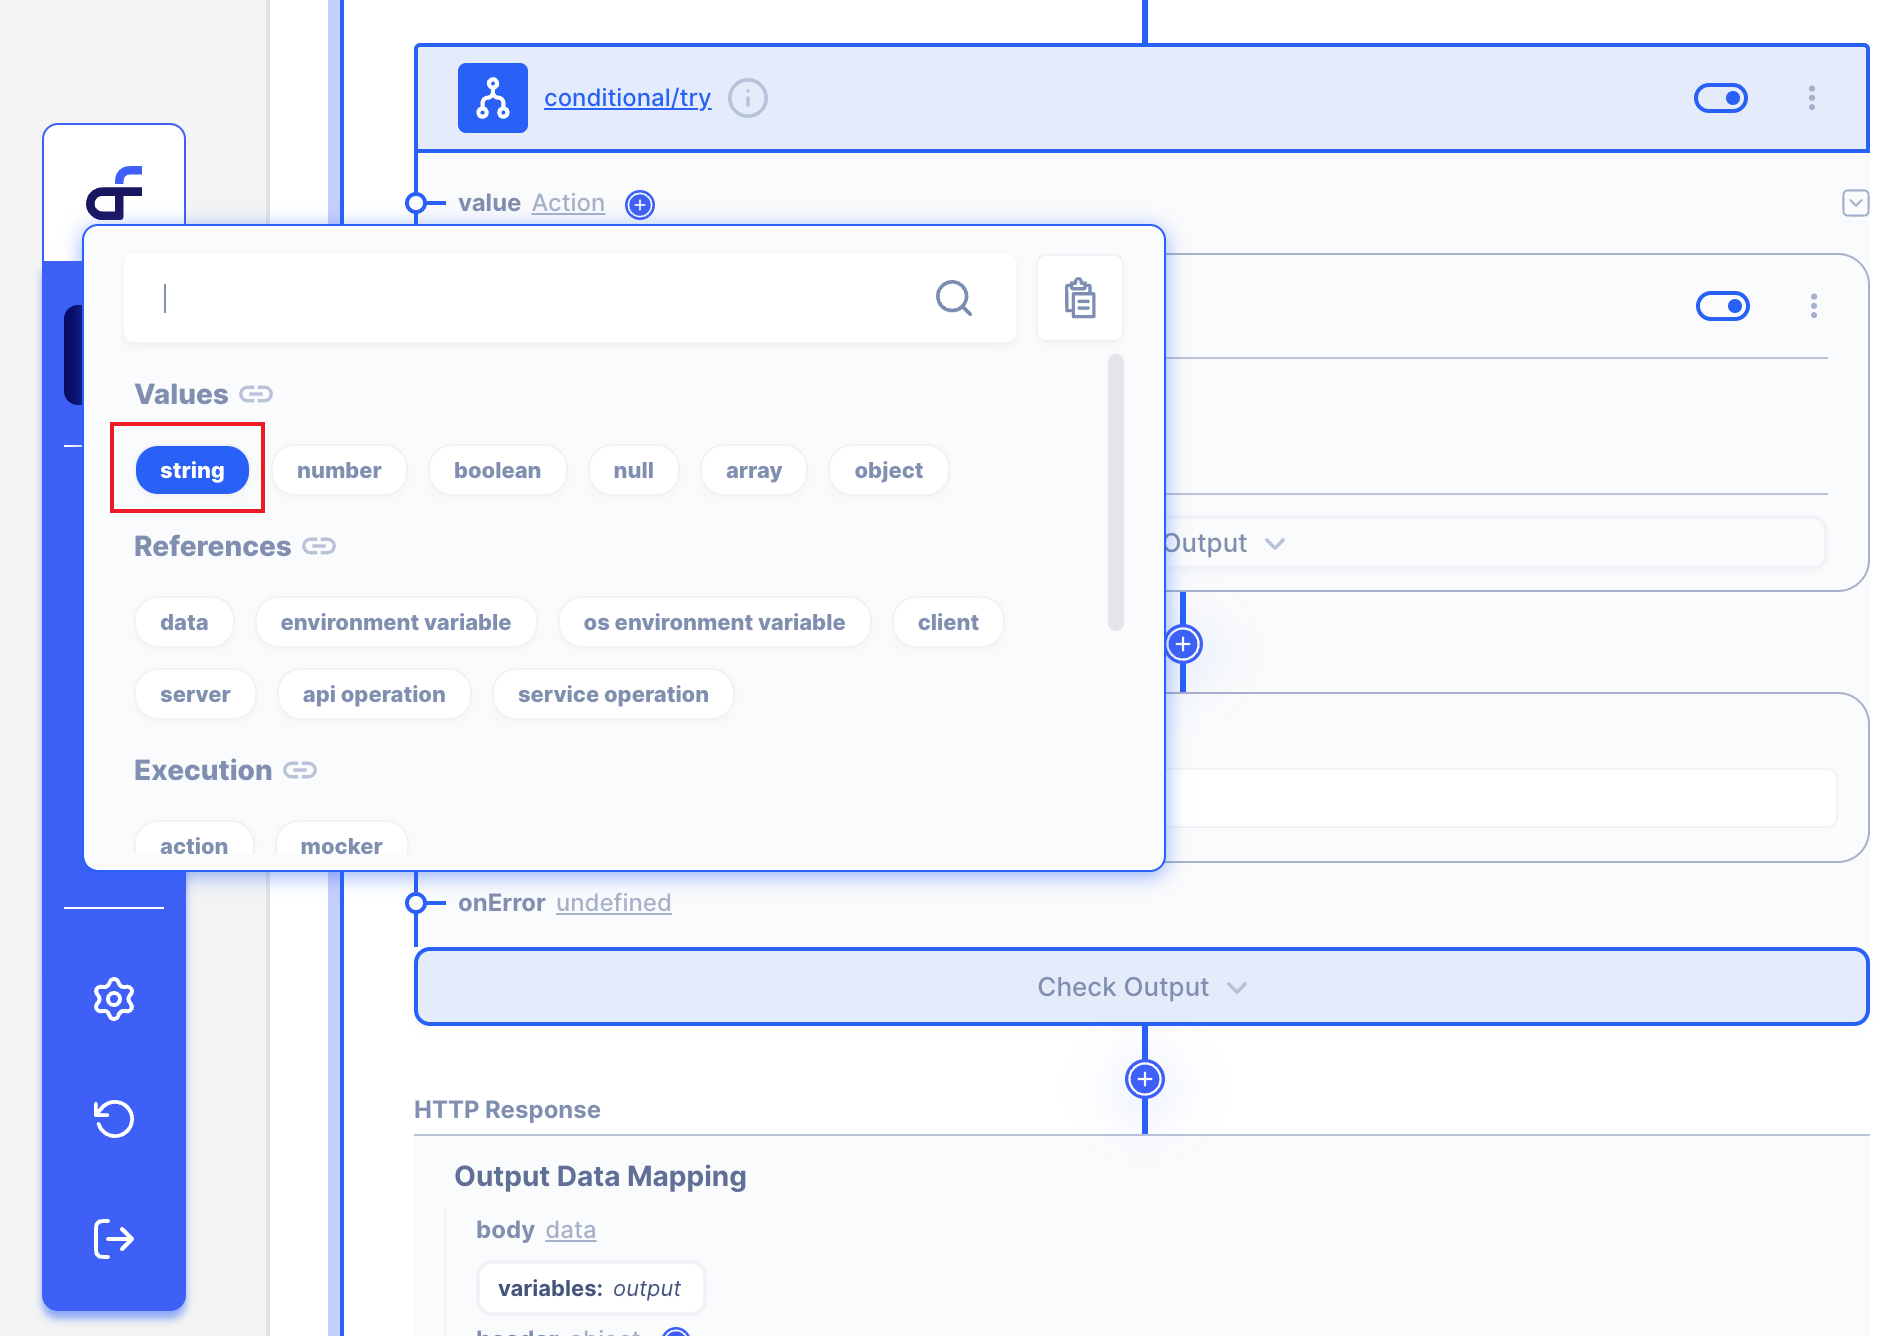 conditional/try
value Action
Values
string number boolean null array object
References
Output
data environment variable os environment variable client
server api operation service operation
Execution
action mocker
onError undefined
Check Output
HTTP Response
Output Data Mapping
body data
variables: output
header object